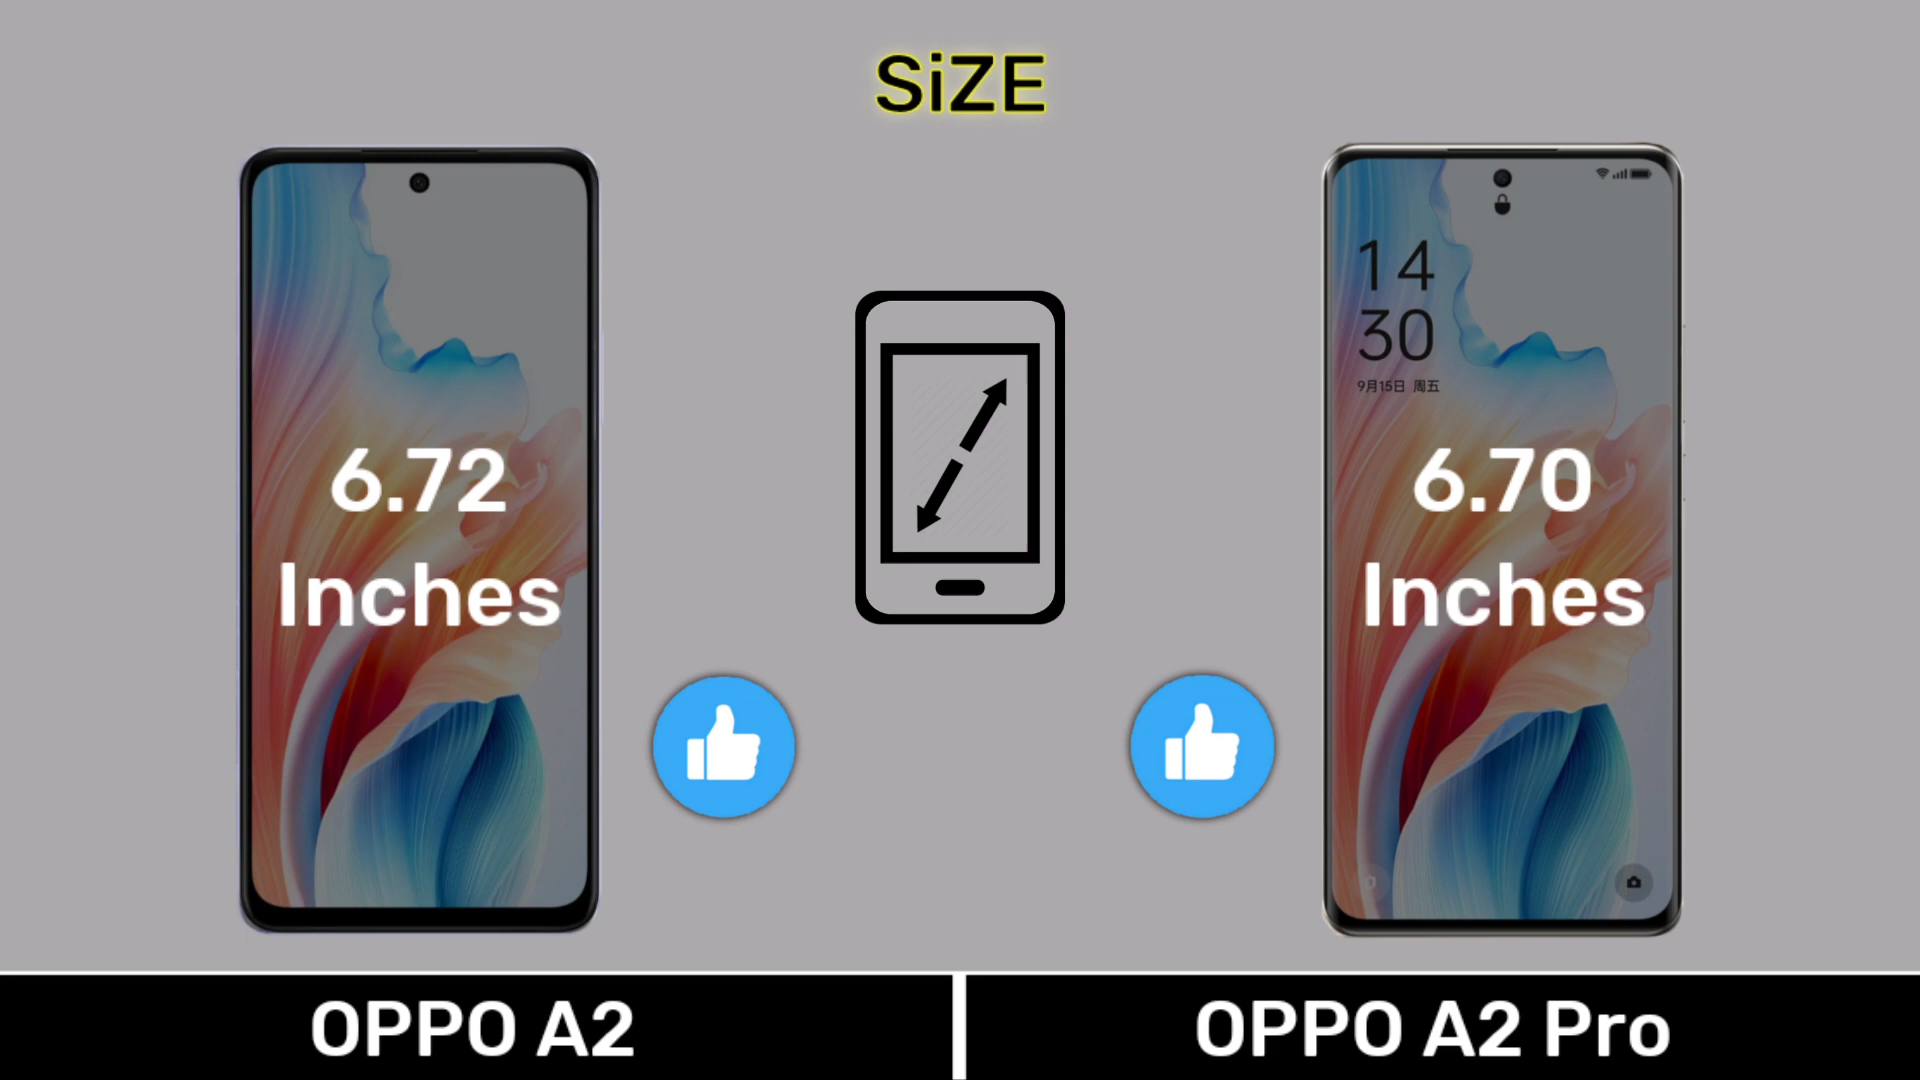 SiZE
6.72
Inches
14
30
9月15日 周五
6.70
Inches
OPPO A2
OPPO A2 Pro